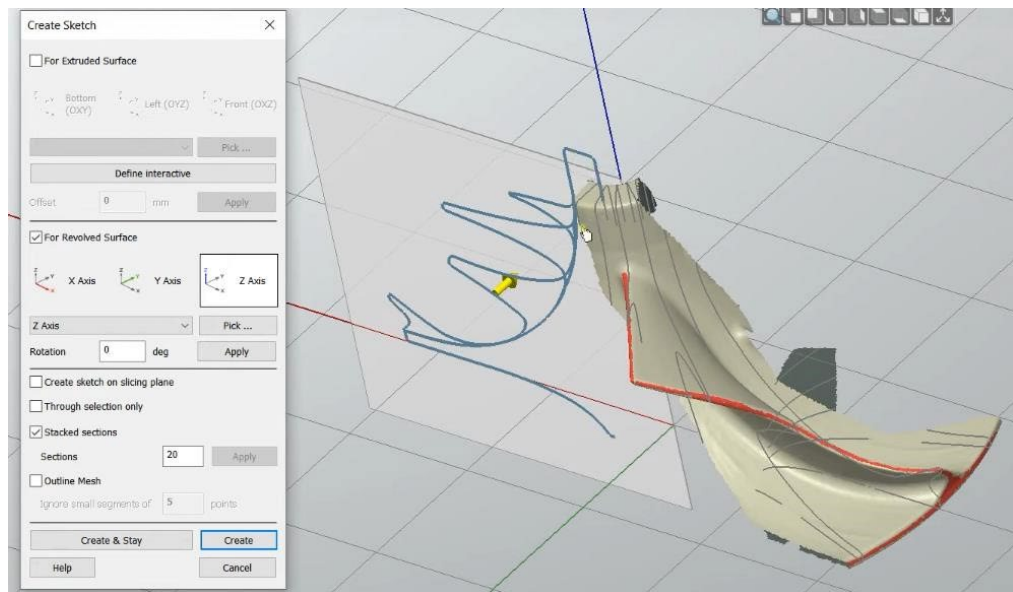 Create Sketch
For Extruded Surface
Bottom (OXY) Left (OYZ) Front (OXZ)
Pick ...
Define interactive
Offset 0 mm Apply
For Revolved Surface
X Axis Y Axis Z Axis
Z Axis Pick ...
Rotation 0 deg Apply
Create sketch on slicing plane
Through selection only
Stacked sections
Sections 20 Apply
Outline Mesh
Ignore small segments of 5 points
Create & Stay Create
Help Cancel